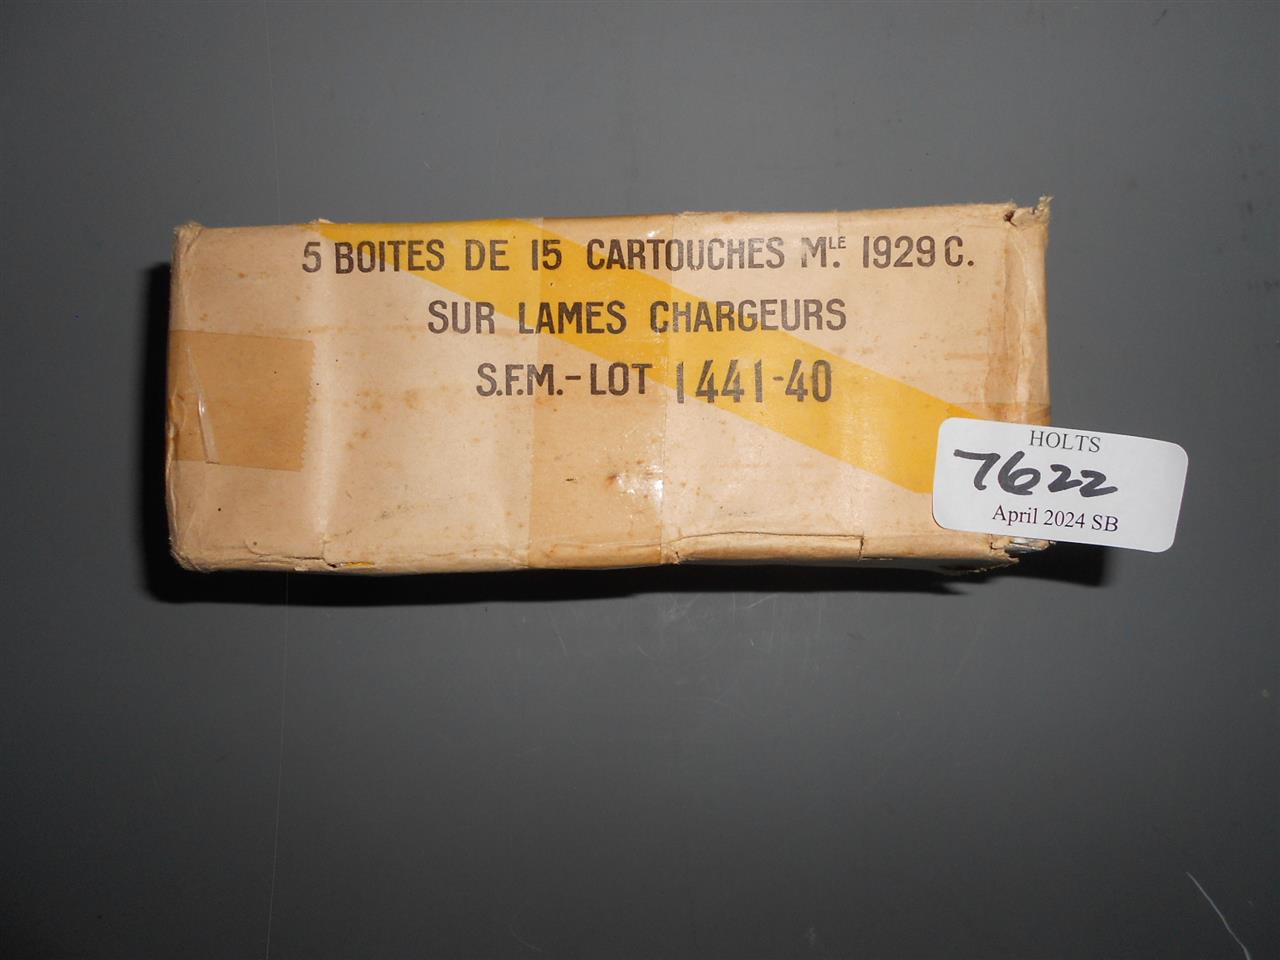 5 BOITES DE 15 CARTOUCHES MLE. 1929 C.
SUR LAMES CHARGEURS
S.F.M.-LOT 1441-40
HOLTS
7622
April 2024 SB